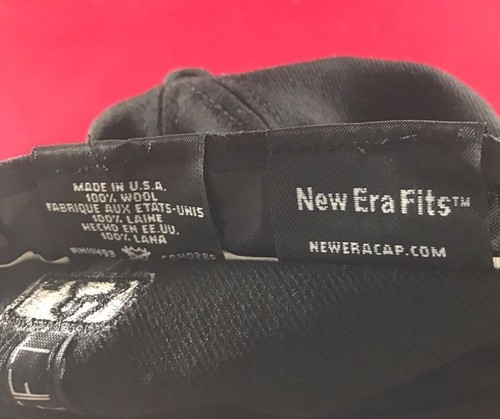 MADE IN U.S.A.
100% WOOL
FABRIQUE AUX ETATS-UNIS
100% LAINE
HECHO EN EE.UU.
100% LANA
New Era Fits™
NEWERACAP.COM